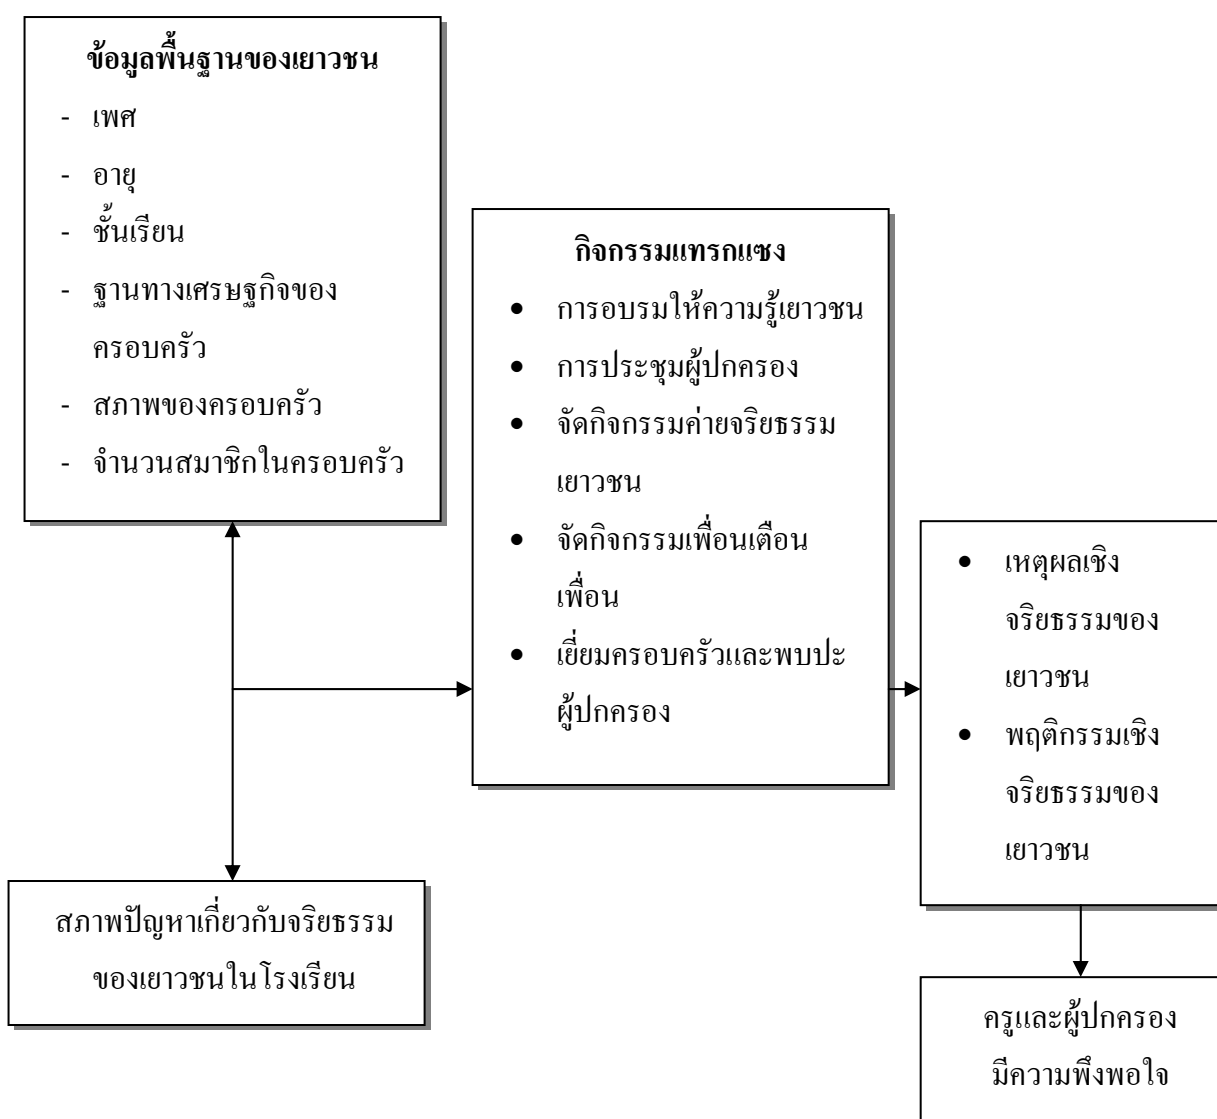 ข้อมูลพื้นฐานของเยาวชน
- เพศ
- อายุ
- ชั้นเรียน
- ฐานทางเศรษฐกิจของ
ครอบครัว
- สภาพของครอบครัว
- จำนวนสมาชิกในครอบครัว
กิจกรรมแทรกแซง
• การอบรมให้ความรู้เยาวชน
• การประชุมผู้ปกครอง
• จัดกิจกรรมค่ายจริยธรรม
เยาวชน
• จัดกิจกรรมเพื่อนเตือน
เพื่อน
• เยี่ยมครอบครัวและพบปะ
ผู้ปกครอง
• เหตุผลเชิง
จริยธรรมของ
เยาวชน
• พฤติกรรมเชิง
จริยธรรมของ
เยาวชน
สภาพปัญหาเกี่ยวกับจริยธรรม
ของเยาวชนในโรงเรียน
ครูและผู้ปกครอง
มีความพึงพอใจ